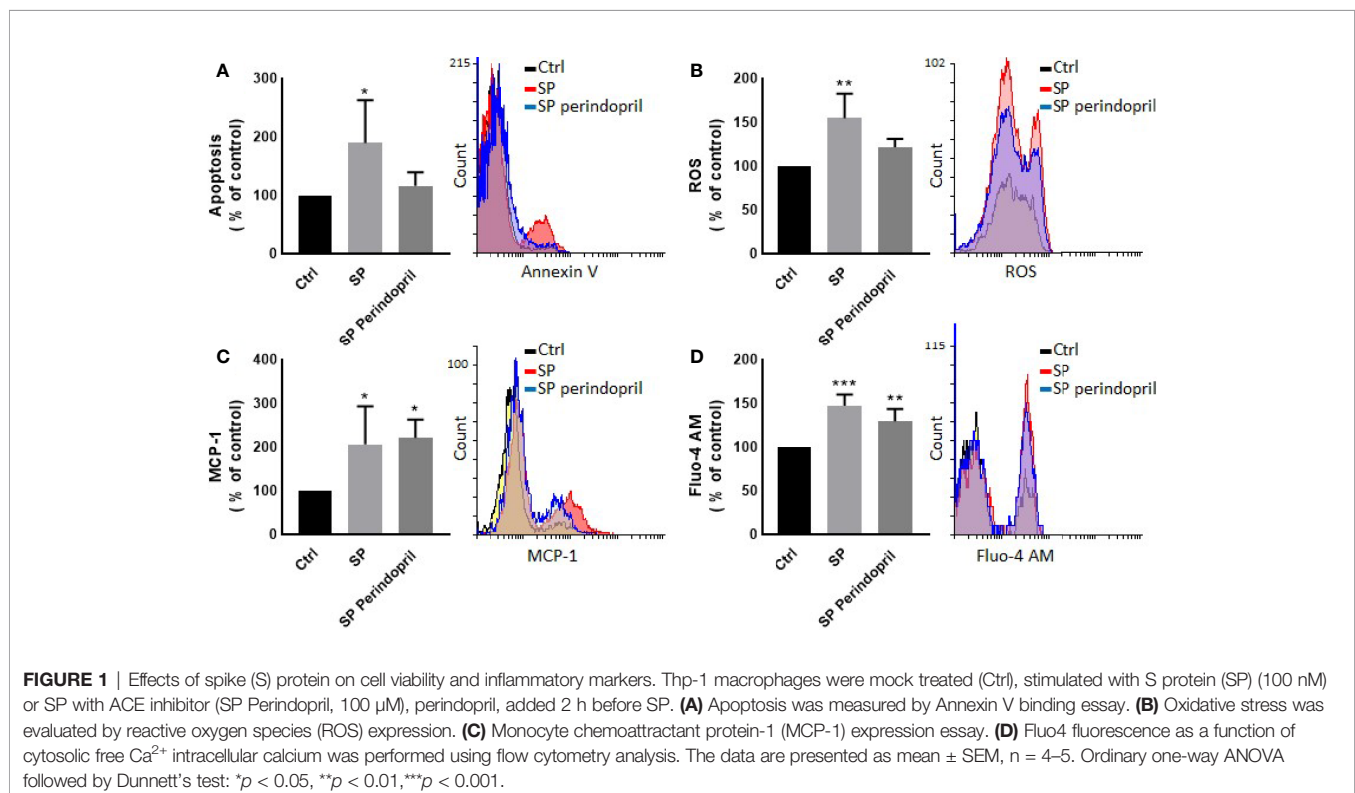 A
300
200
100
0
Apoptosis
( % of control)
*
Ctrl
SP
SP Perindopril
215
Count
Ctrl
SP
SP perindopril
Annexin V
B
200
150
100
50
0
ROS
( % of control)
**
Ctrl
SP
SP Perindopril
102
Count
Ctrl
SP
SP perindopril
ROS
C
400
300
200
100
0
MCP-1
( % of control)
*
*
Ctrl
SP
SP Perindopril
100
Count
Ctrl
SP
SP perindopril
MCP-1
D
200
150
100
50
0
Fluo-4 AM
( % of control)
***
**
Ctrl
SP
SP Perindopril
115
Count
Ctrl
SP
SP perindopril
Fluo-4 AM
FIGURE 1 | Effects of spike (S) protein on cell viability and inflammatory markers. Thp-1 macrophages were mock treated (Ctrl), stimulated with S protein (SP) (100 nM)
or SP with ACE inhibitor (SP Perindopril, 100 µM), perindopril, added 2 h before SP. (A) Apoptosis was measured by Annexin V binding essay. (B) Oxidative stress was
evaluated by reactive oxygen species (ROS) expression. (C) Monocyte chemoattractant protein-1 (MCP-1) expression essay. (D) Fluo4 fluorescence as a function of
cytosolic free Ca2+ intracellular calcium was performed using flow cytometry analysis. The data are presented as mean ± SEM, n = 4–5. Ordinary one-way ANOVA
followed by Dunnett's test: *p < 0.05, **p < 0.01,***p < 0.001.